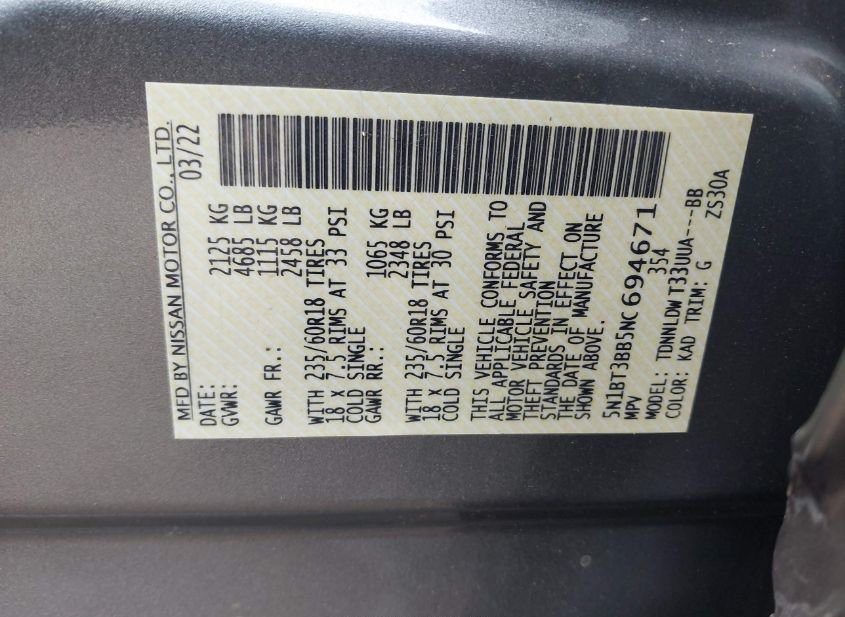 MFD BY NISSAN MOTOR CO., LTD.
DATE: 03/22
GVWR: 2125 KG
4685 LB
GAWR FR.: 1115 KG
2458 LB
WITH 235/60R18 TIRES
18 X 7.5 RIMS AT 33 PSI
COLD SINGLE
GAWR RR.: 1065 KG
2348 LB
WITH 235/60R18 TIRES
18 X 7.5 RIMS AT 30 PSI
COLD SINGLE
THIS VEHICLE CONFORMS TO
ALL APPLICABLE FEDERAL
MOTOR VEHICLE SAFETY AND
THEFT PREVENTION
STANDARDS IN EFFECT ON
THE DATE OF MANUFACTURE
SHOWN ABOVE.
5N1BT3BB5NC694671
MPV 354
MODEL: TDNNLDW T33UUA---BB
COLOR: KAD TRIM: G ZS30A